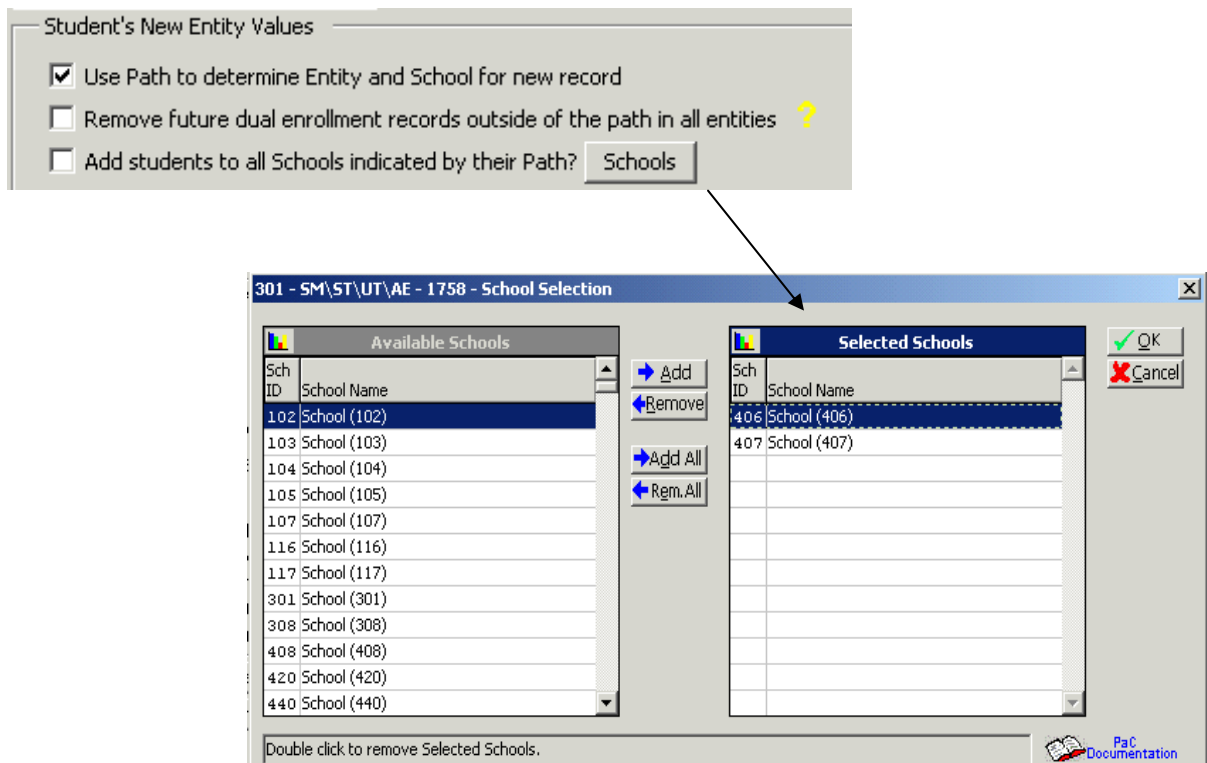 Student's New Entity Values
Use Path to determine Entity and School for new record
Remove future dual enrollment records outside of the path in all entities ?
Add students to all Schools indicated by their Path? Schools
301 - SM\ST\UT\AE - 1758 - School Selection
Available Schools
Sch ID School Name
102 School (102)
103 School (103)
104 School (104)
105 School (105)
107 School (107)
116 School (116)
117 School (117)
301 School (301)
308 School (308)
408 School (408)
420 School (420)
440 School (440)
Add
Remove
Add All
Rem.All
Selected Schools
Sch ID School Name
406 School (406)
407 School (407)
OK
Cancel
Double click to remove Selected Schools.
PaC
Documentation